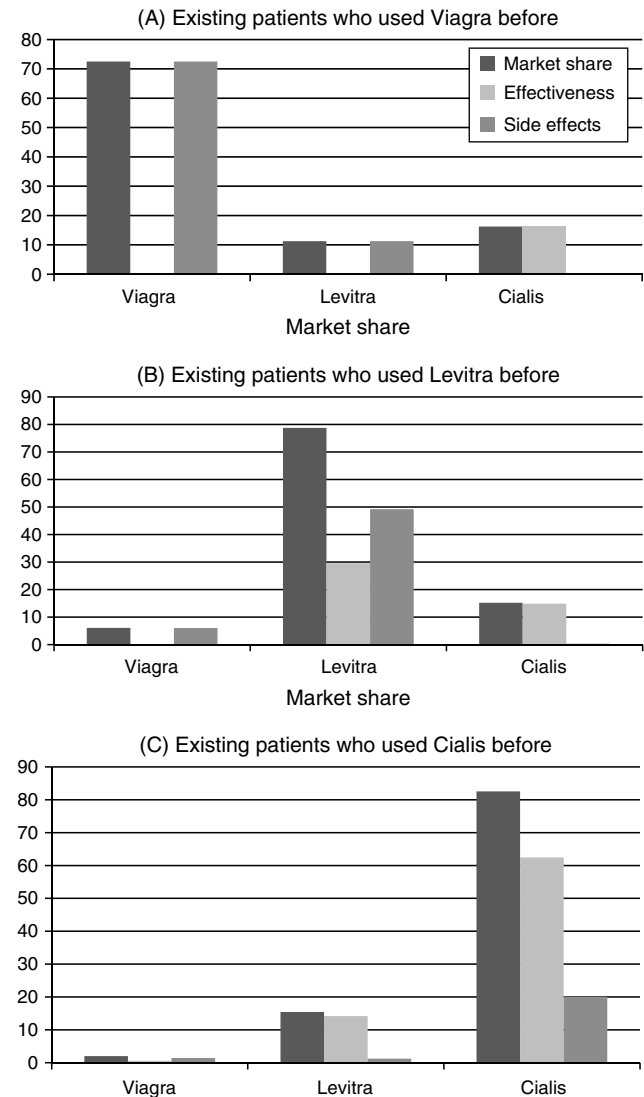 (A) Existing patients who used Viagra before
80
70
60
50
40
30
20
10
0
Market share
Effectiveness
Side effects
Viagra Levitra Cialis
Market share
(B) Existing patients who used Levitra before
90
80
70
60
50
40
30
20
10
0
Viagra Levitra Cialis
Market share
(C) Existing patients who used Cialis before
90
80
70
60
50
40
30
20
10
0
Viagra Levitra Cialis